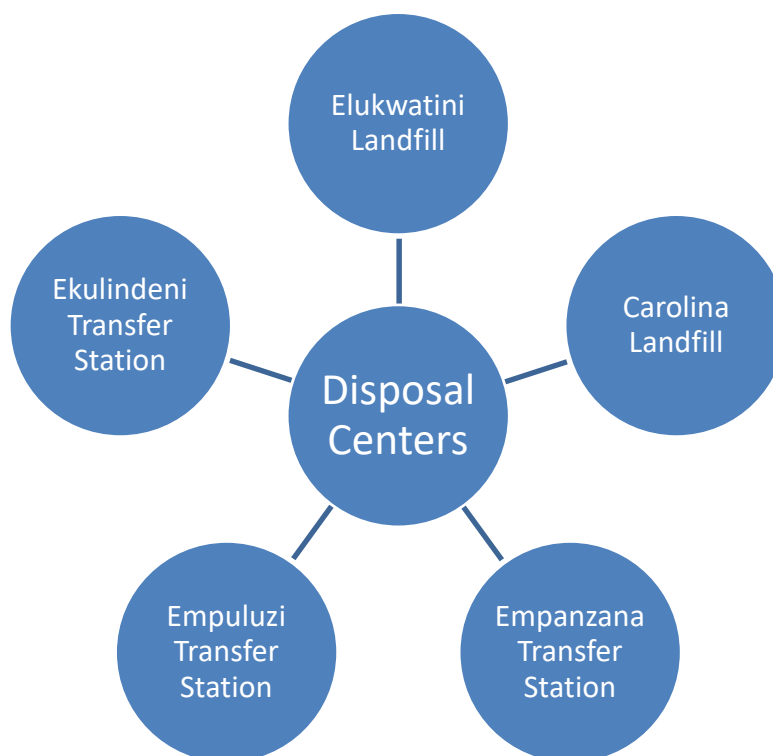 Elukwatini
Landfill
Carolina
Landfill
Empanzana
Transfer
Station
Empuluzi
Transfer
Station
Ekulindeni
Transfer
Station
Disposal
Centers